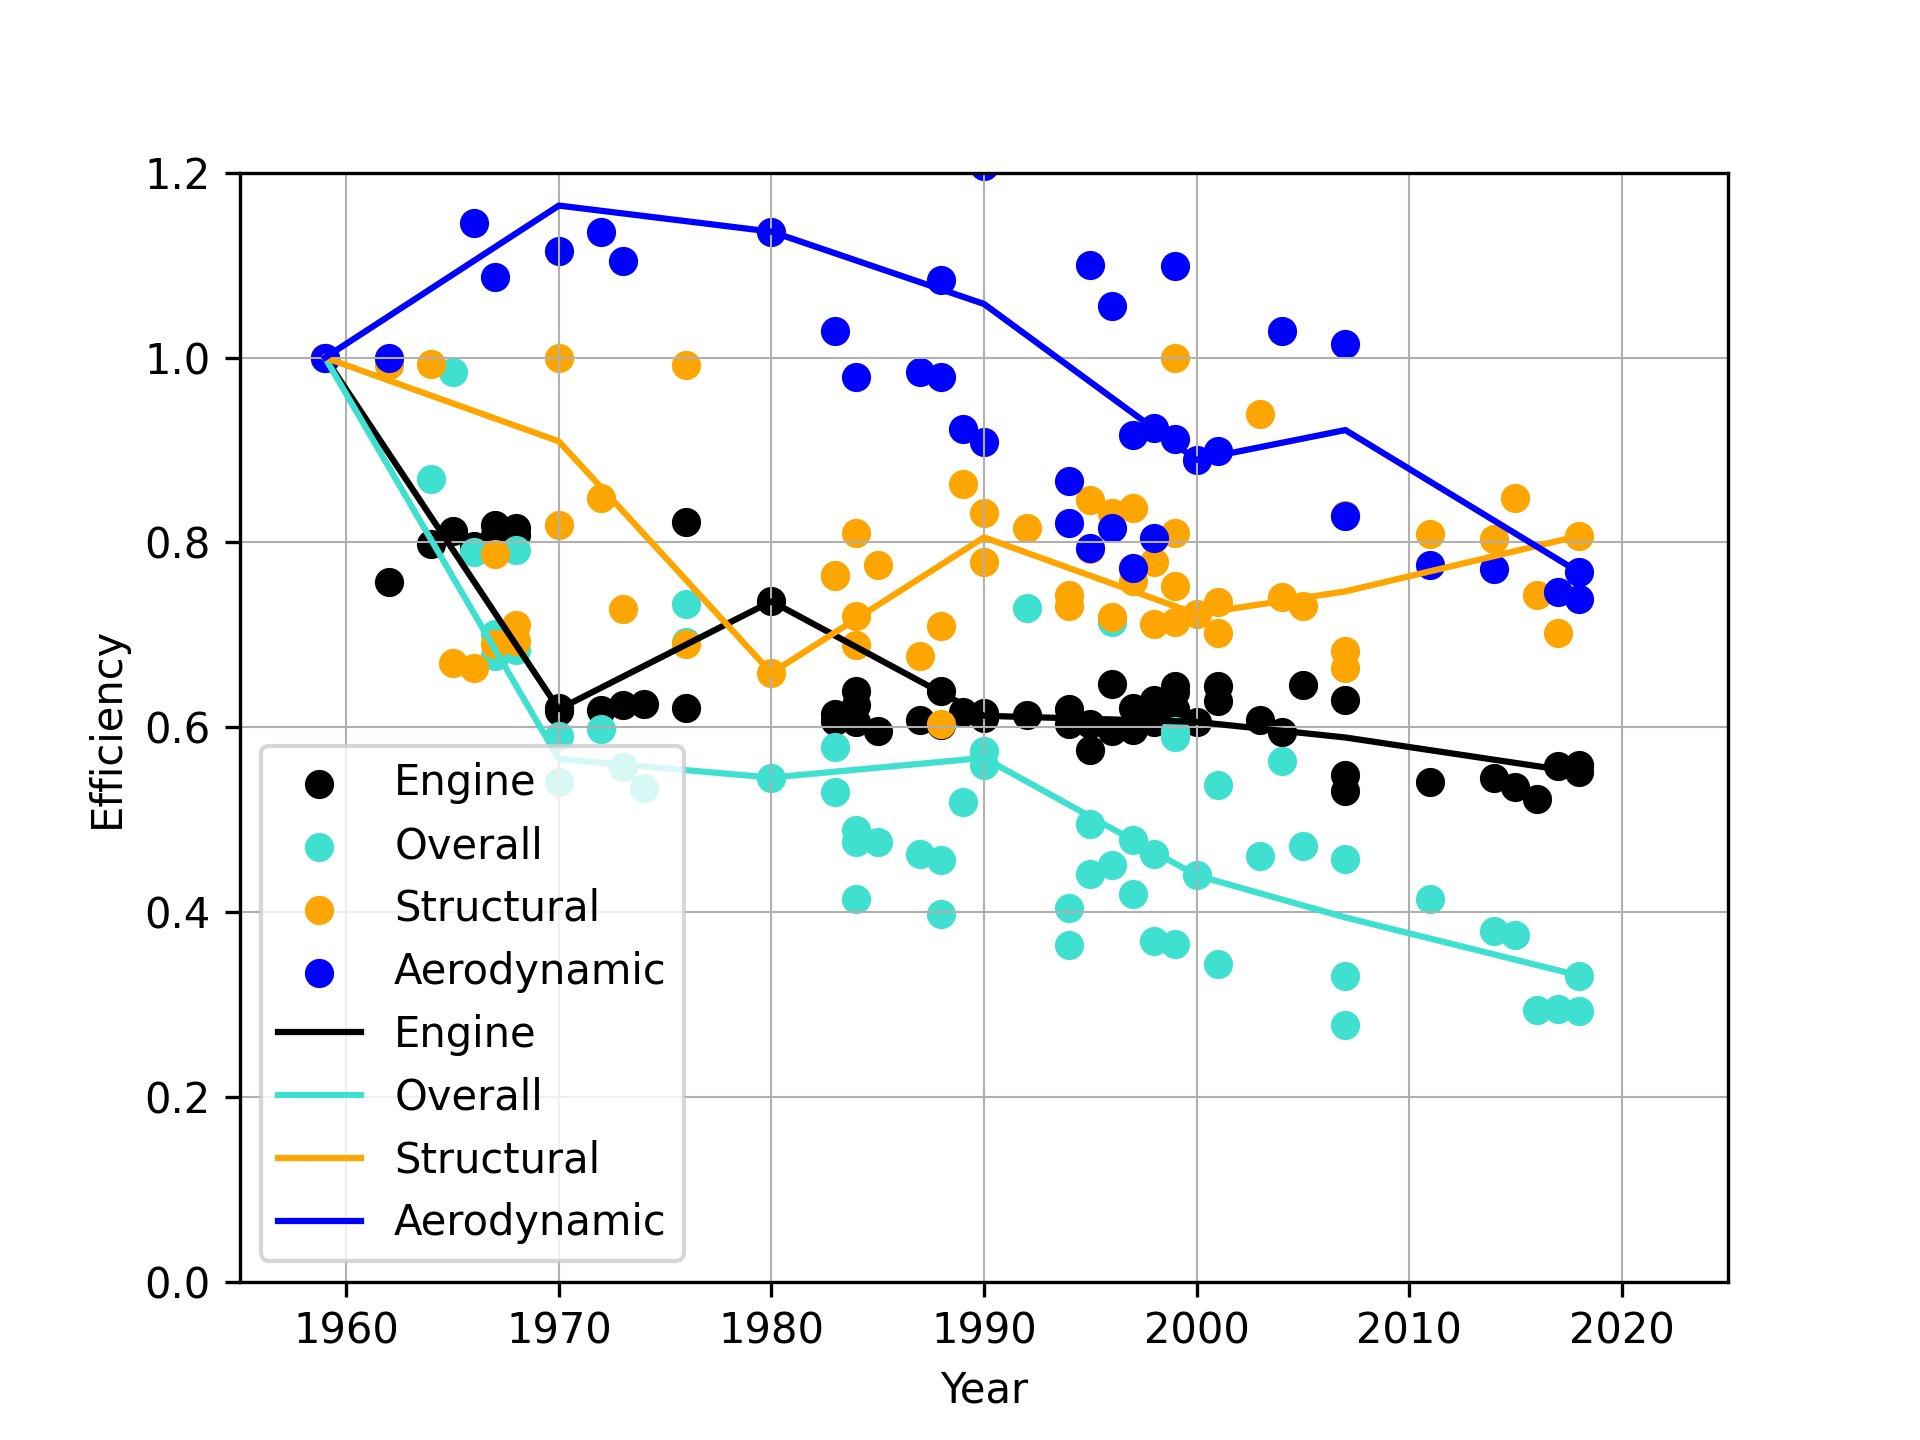 1.2
1.0
0.8
0.6
0.4
0.2
0.0
Efficiency
Engine
Overall
Structural
Aerodynamic
Engine
Overall
Structural
Aerodynamic
1960 1970 1980 1990 2000 2010 2020
Year